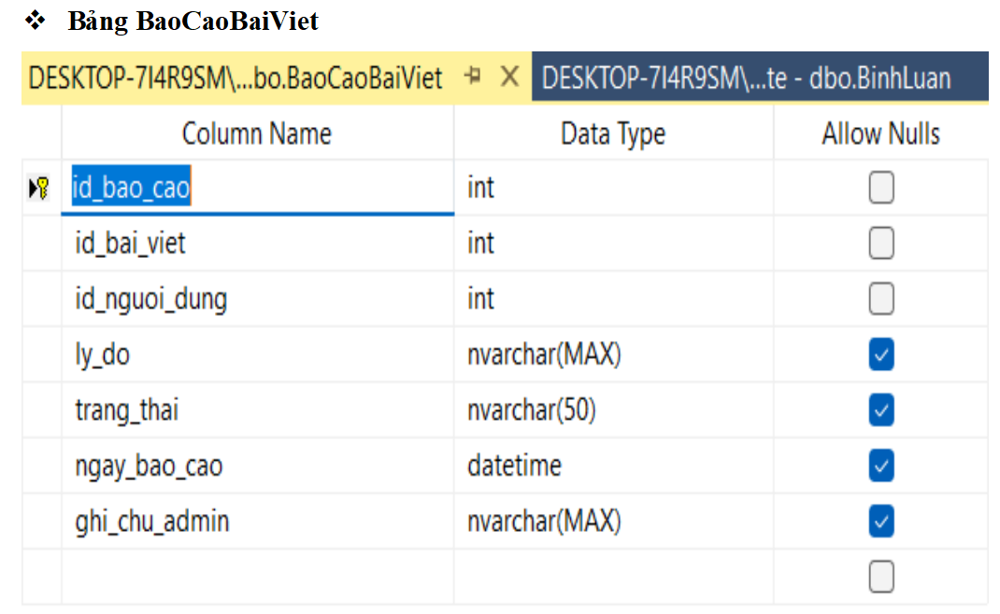 ❖ Bảng BaoCaoBaiViet
DESKTOP-7I4R9SM\...bo.BaoCaoBaiViet DESKTOP-7I4R9SM\...te - dbo.BinhLuan
Column Name Data Type Allow Nulls
id_bao_cao int
id_bai_viet int
id_nguoi_dung int
ly_do nvarchar(MAX)
trang_thai nvarchar(50)
ngay_bao_cao datetime
ghi_chu_admin nvarchar(MAX)